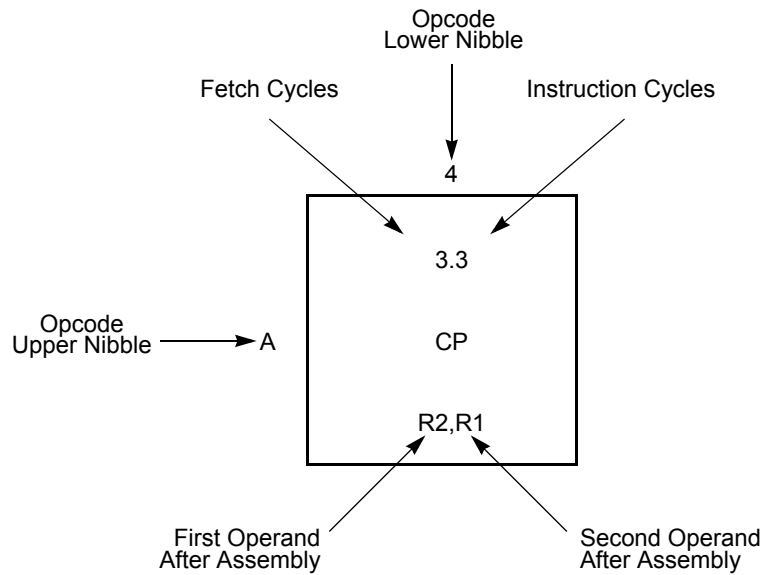 Opcode
Lower Nibble
Fetch Cycles
Instruction Cycles
4
3.3
Opcode
Upper Nibble
A
CP
R2,R1
First Operand
After Assembly
Second Operand
After Assembly